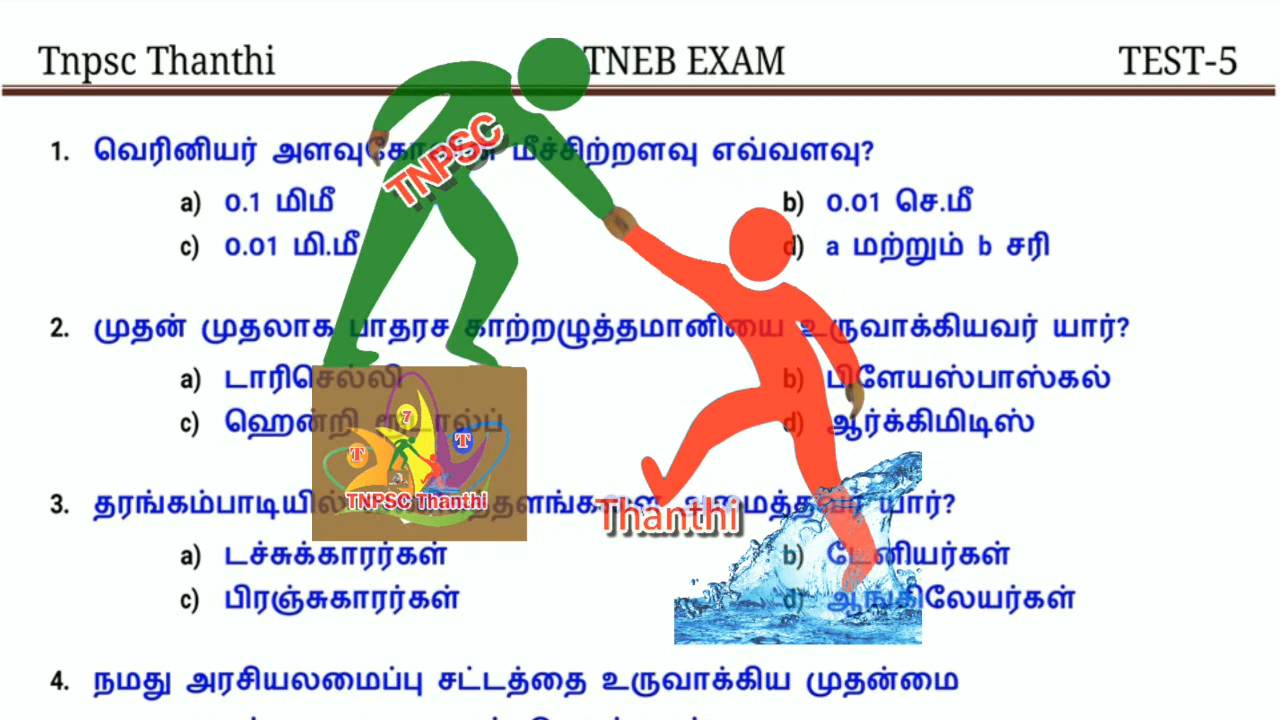 Tnpsc Thanthi TNEB EXAM TEST-5
1. வெரினியர் அளவுகோலின் மீச்சிற்றளவு எவ்வளவு?
a) 0.1 மிமீ b) 0.01 செ.மீ
c) 0.01 மி.மீ d) a மற்றும் b சரி
TNPSC
2. முதன் முதலாக பாதரச காற்றழுத்தமானியை உருவாக்கியவர் யார்?
a) டாரிசெல்லி b) பிளேயஸ்பாஸ்கல்
c) ஹென்றி d) ஆர்க்கிமிடிஸ்
7
T T
TNPSC Thanthi
3. தரங்கம்பாடியில் அமைத்தவர் யார்?
Thanthi
a) டச்சுக்காரர்கள் b) டேனியர்கள்
c) பிரஞ்சுகாரர்கள் d) ஆங்கிலேயர்கள்
4. நமது அரசியலமைப்பு சட்டத்தை உருவாக்கிய முதன்மை